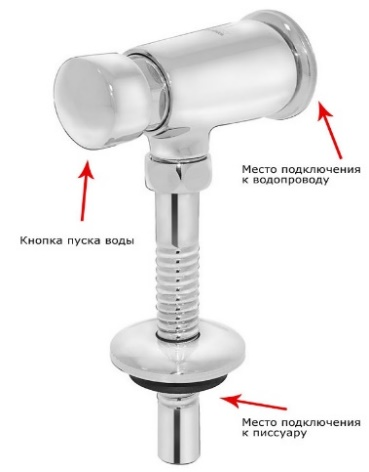 Место подключения
к водопроводу
Кнопка пуска воды
Место подключения
к писсуару